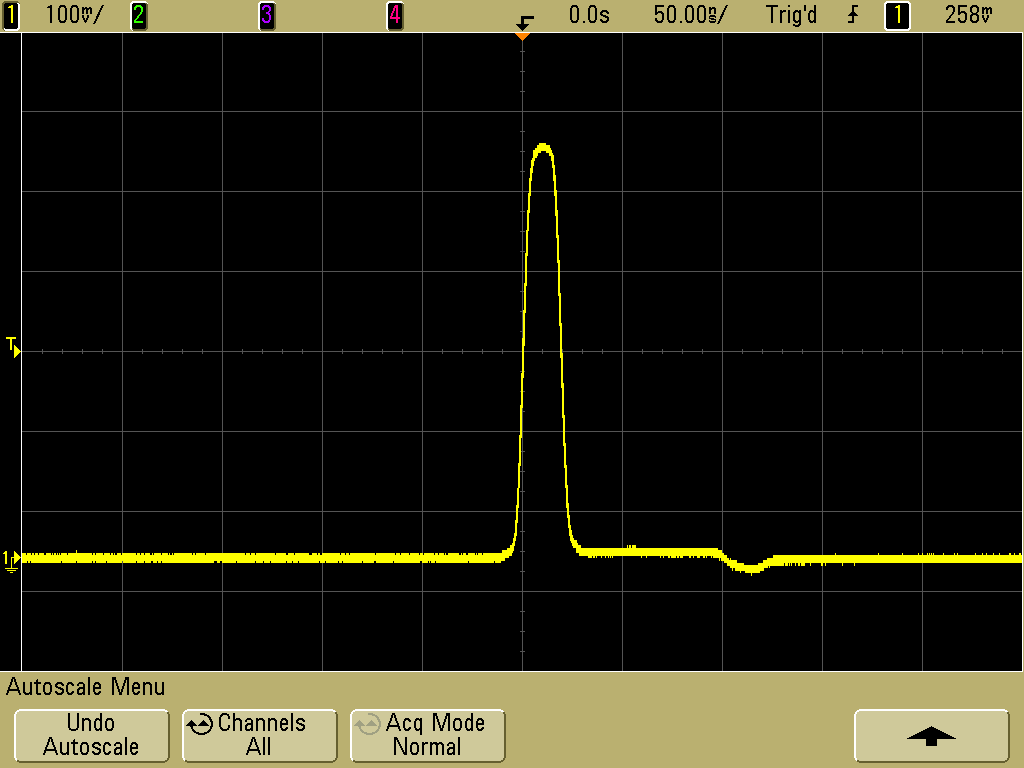 1 100mV/ 2 3 4 0.0s 50.00s/ Trig'd 1 258mV
T
1
Autoscale Menu
Undo Channels Acq Mode
Autoscale All Normal